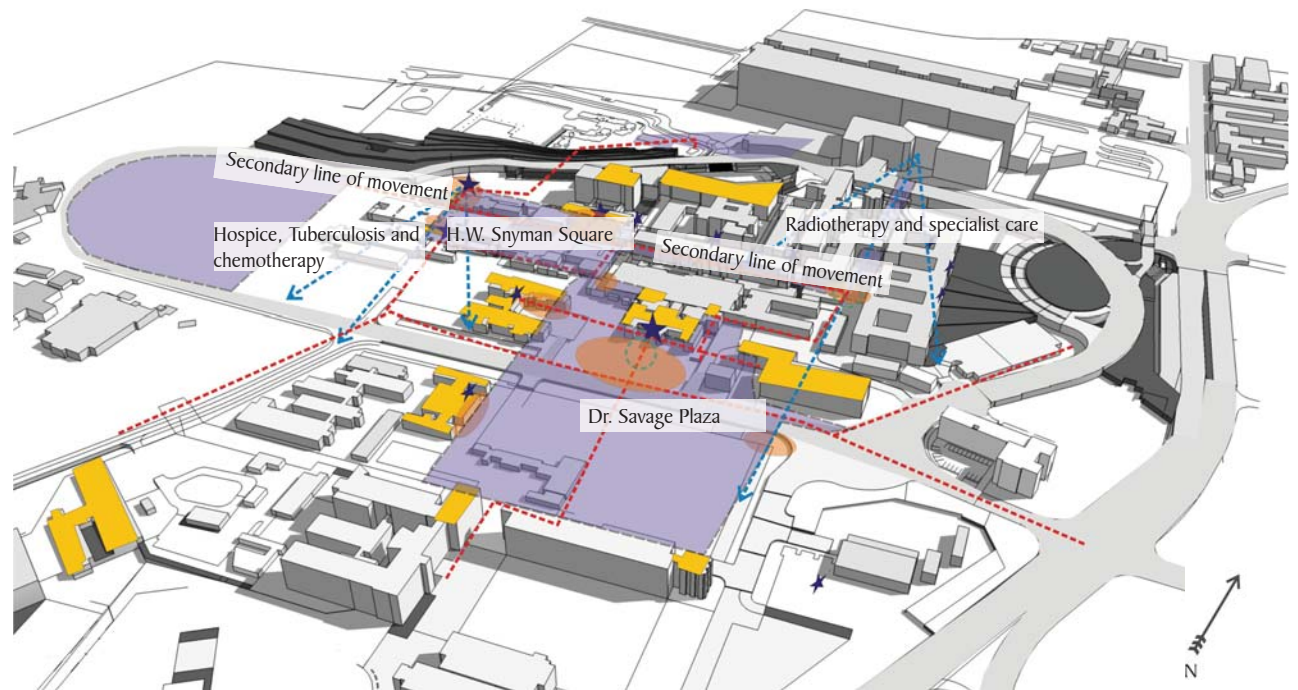 Secondary line of movement
Hospice, Tuberculosis and
chemotherapy
H.W. Snyman Square
Radiotherapy and specialist care
Secondary line of movement
Dr. Savage Plaza
N